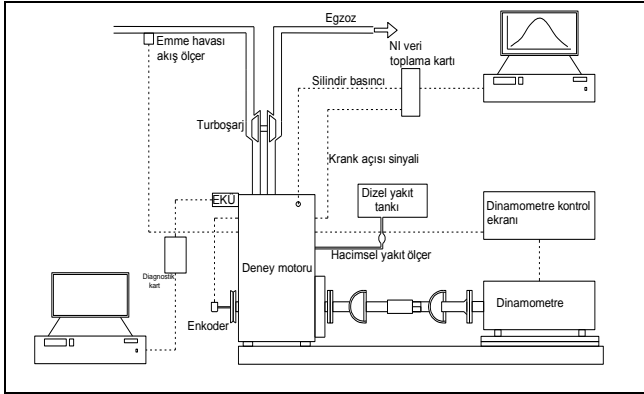 Egzoz
Emme havası
akış ölçer
NI veri
toplama kartı
Silindir basıncı
Turboşarj
Krank açısı sinyali
EKÜ
Dizel yakıt
tankı
Dinamometre kontrol
ekranı
Hacimsel yakıt ölçer
Deney motoru
Diagnostik
kart
Enkoder
Dinamometre